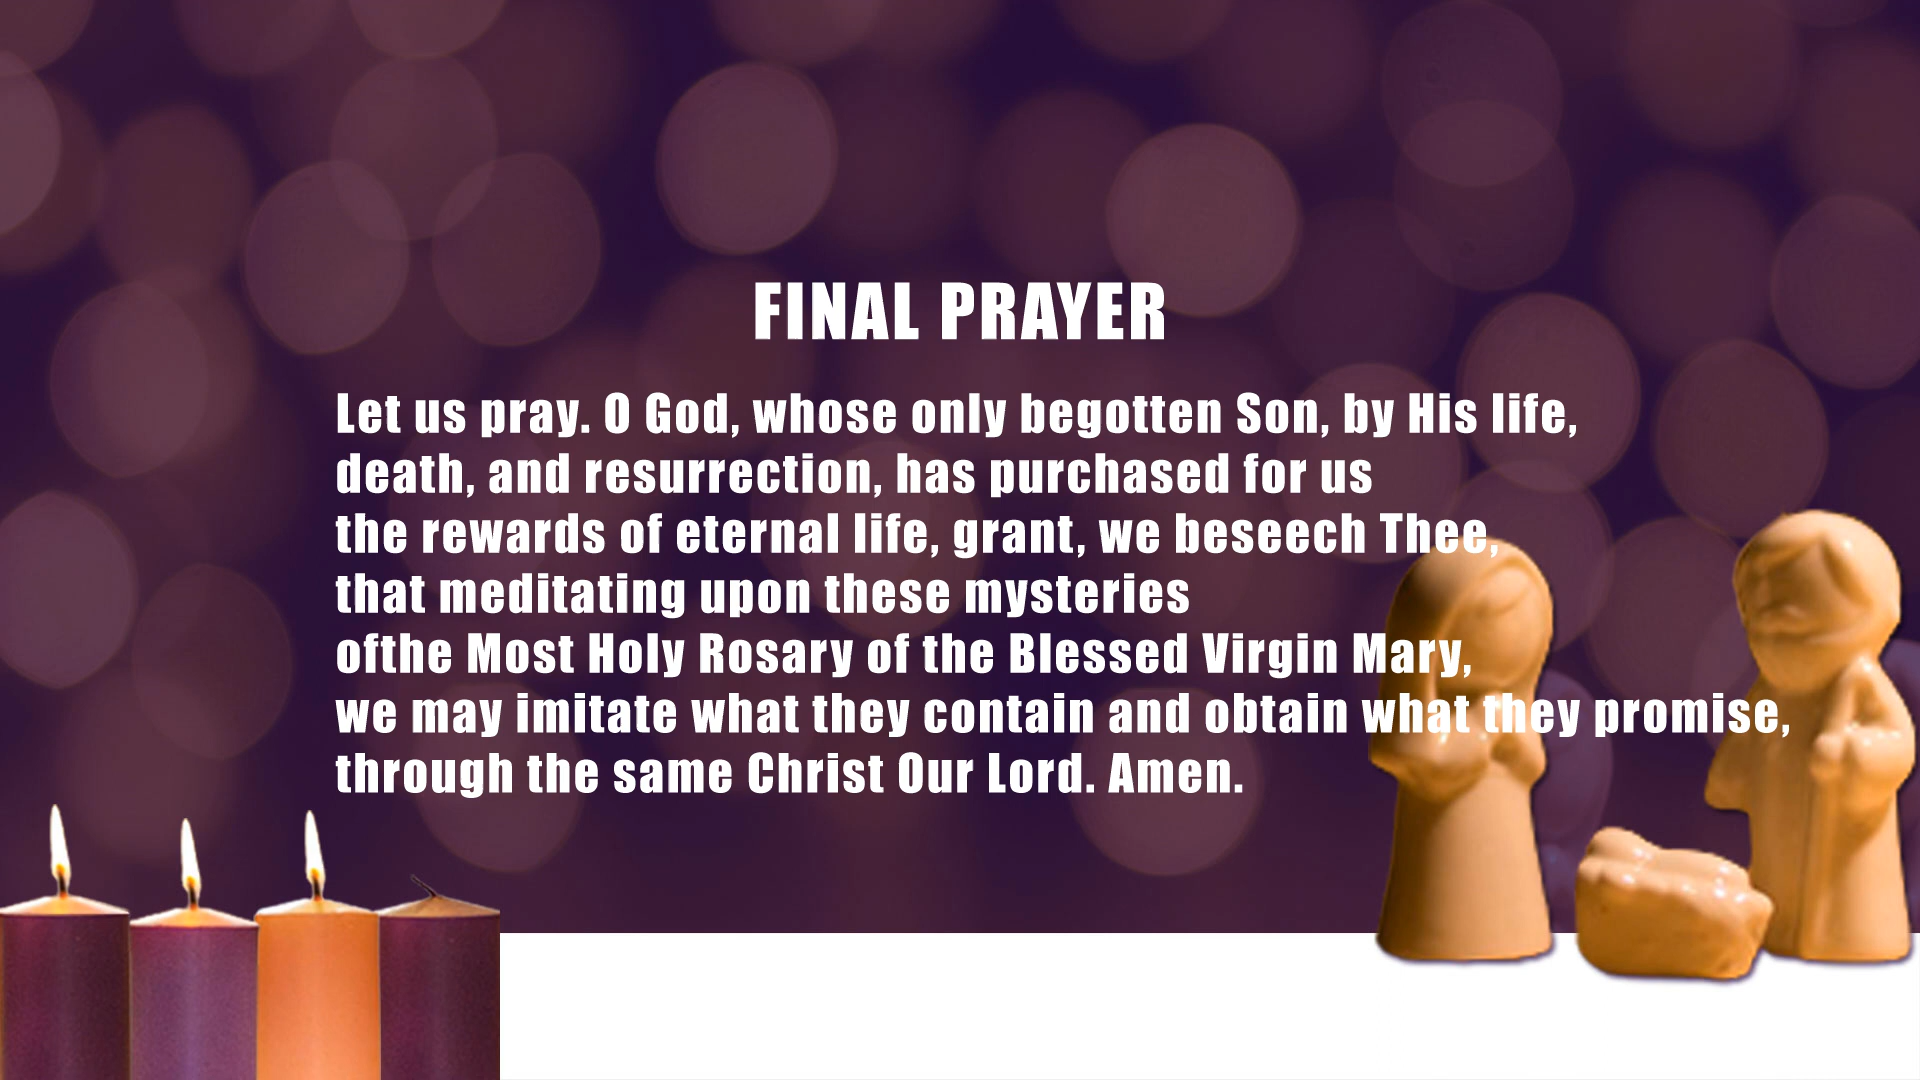 FINAL PRAYER
Let us pray. O God, whose only begotten Son, by His life,
death, and resurrection, has purchased for us
the rewards of eternal life, grant, we beseech Thee,
that meditating upon these mysteries
ofthe Most Holy Rosary of the Blessed Virgin Mary,
we may imitate what they contain and obtain what they promise,
through the same Christ Our Lord. Amen.